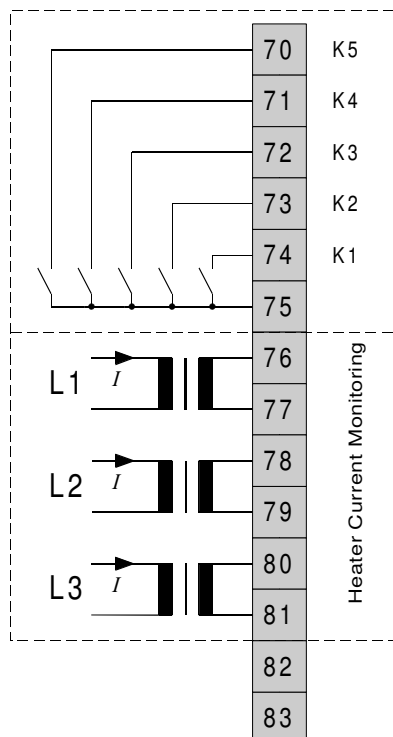 70 K5
71 K4
72 K3
73 K2
74 K1
75
76
L1 I
77
78
L2 I
79
80
L3 I
81
82
83
Heater Current Monitoring